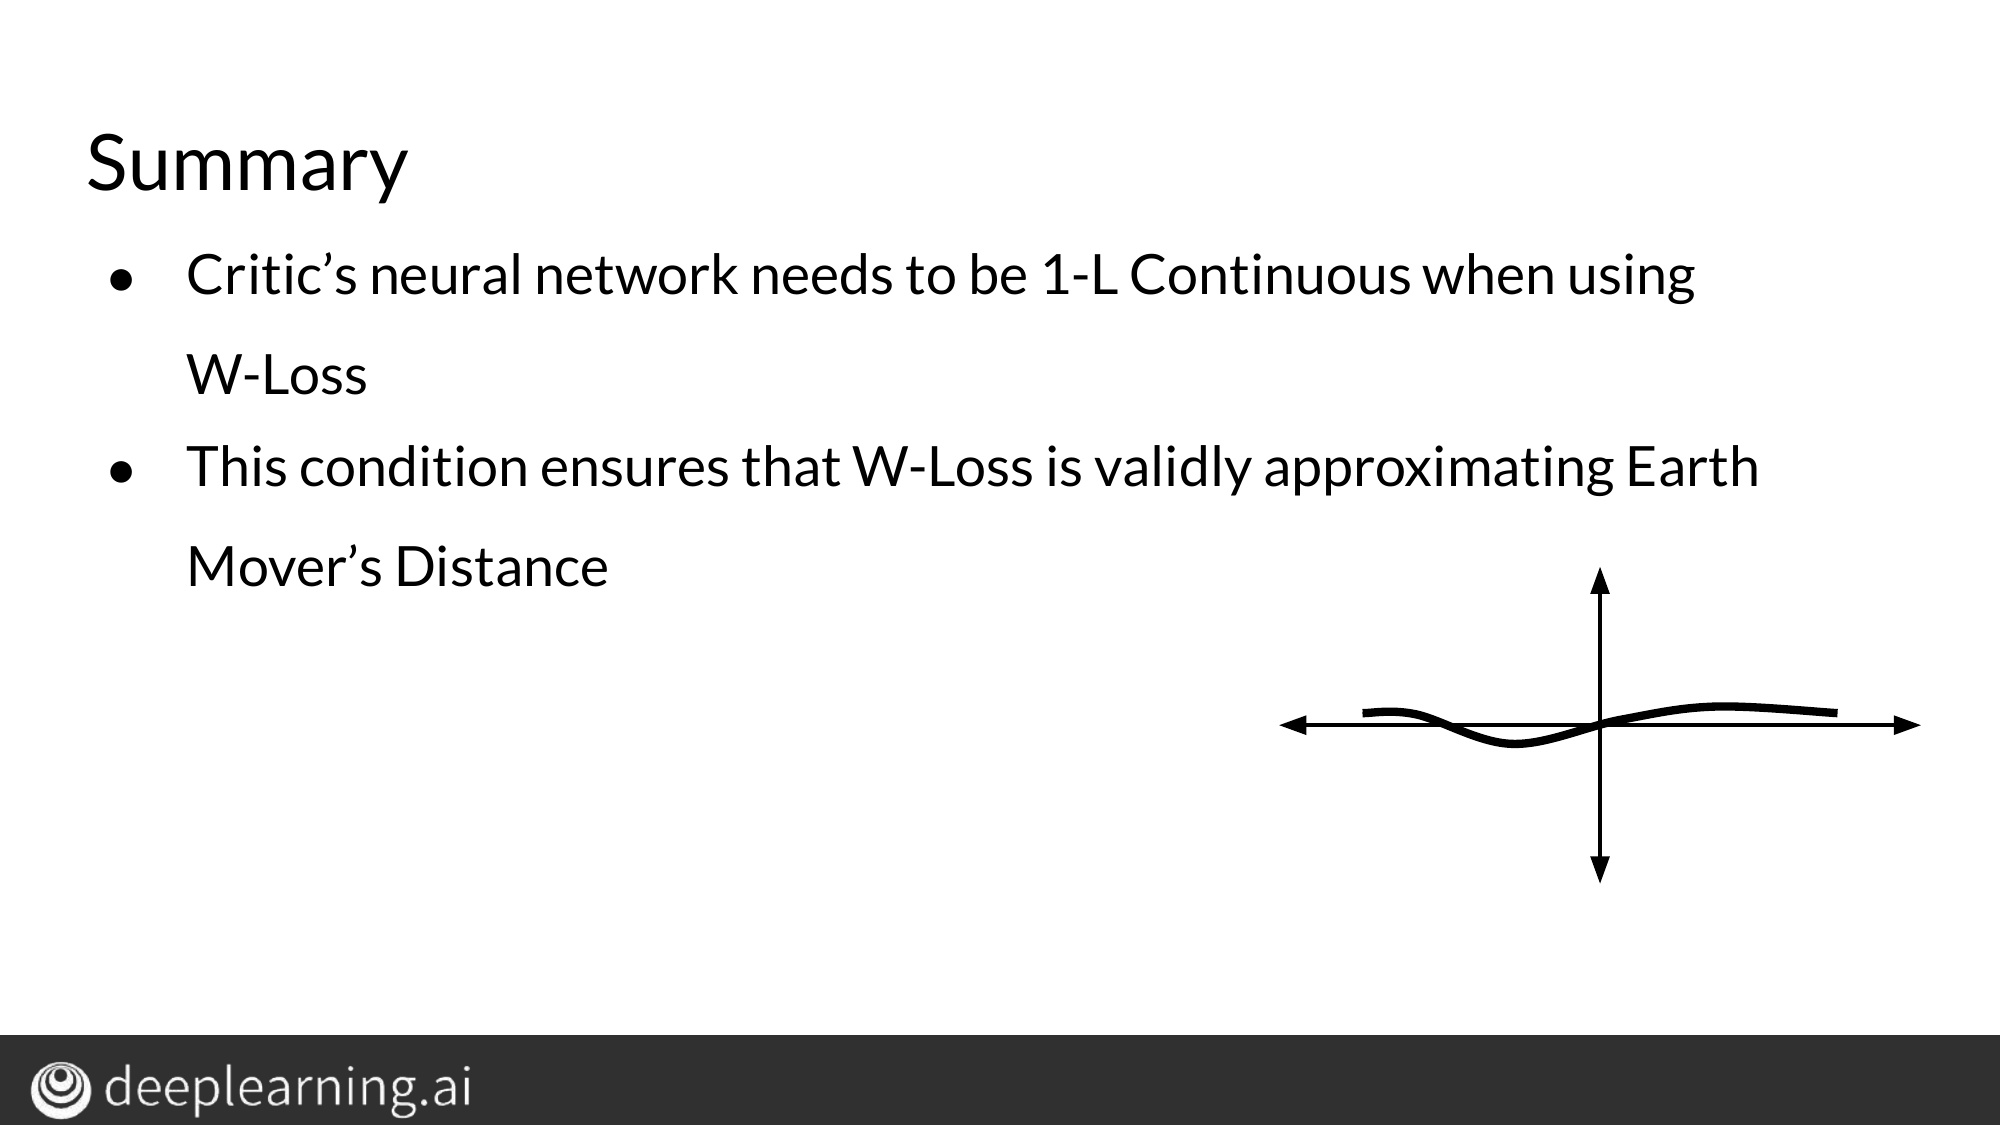 Summary
● Critic’s neural network needs to be 1-L Continuous when using
W-Loss
● This condition ensures that W-Loss is validly approximating Earth
Mover’s Distance
deeplearning.ai